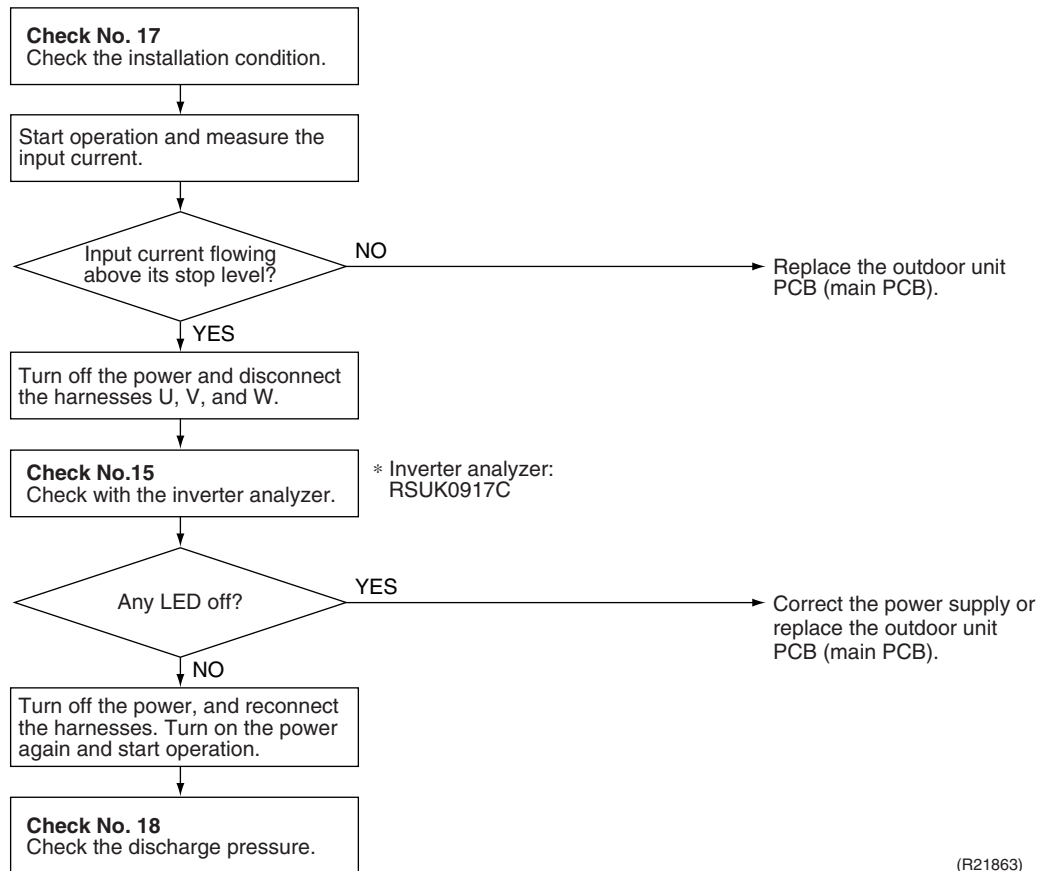 Check No. 17
Check the installation condition.
Start operation and measure the
input current.
Input current flowing
above its stop level?
NO
Replace the outdoor unit
PCB (main PCB).
YES
Turn off the power and disconnect
the harnesses U, V, and W.
Check No.15
Check with the inverter analyzer.
* Inverter analyzer:
RSUK0917C
Any LED off?
YES
Correct the power supply or
replace the outdoor unit
PCB (main PCB).
NO
Turn off the power, and reconnect
the harnesses. Turn on the power
again and start operation.
Check No. 18
Check the discharge pressure.
(R21863)